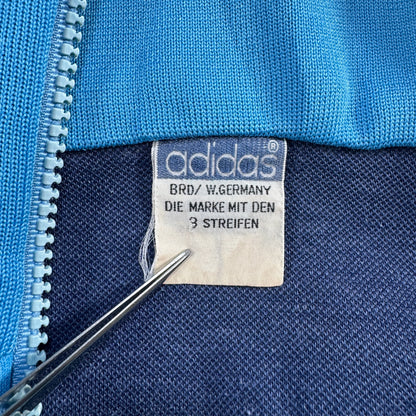 adidas®
BRD/ W.GERMANY
DIE MARKE MIT DEN
3 STREIFEN